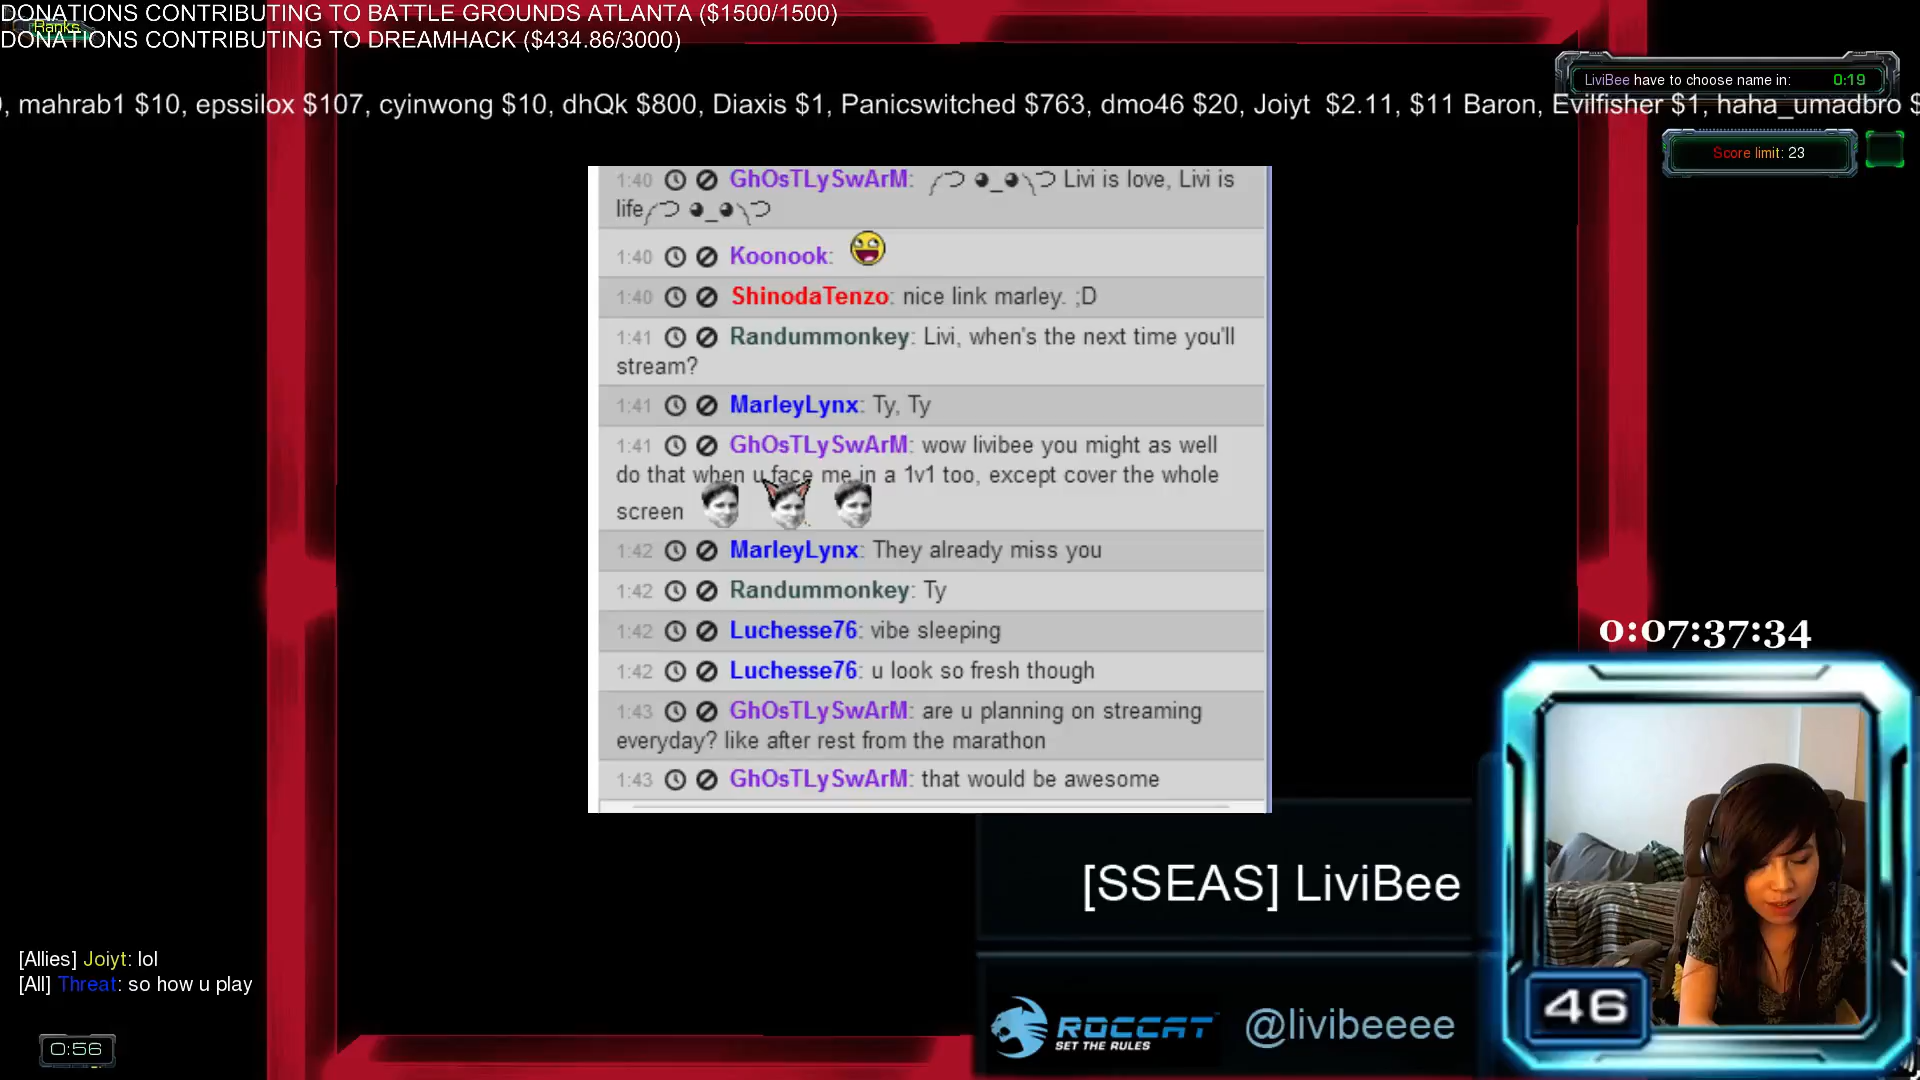 DONATIONS CONTRIBUTING TO BATTLE GROUNDS ATLANTA ($1500/1500)
Ranks
DONATIONS CONTRIBUTING TO DREAMHACK ($434.86/3000)
LiviBee have to choose name in: 0:19
, mahrab1 $10, epssilox $107, cyinwong $10, dhQk $800, Diaxis $1, Panicswitched $763, dmo46 $20, Joiyt $2.11, $11 Baron, Evilfisher $1, haha_umadbro $
Score limit: 23
1:40 GhOsTLySwArM: ༼つ ◕_◕༽つ Livi is love, Livi is
life༼つ ◕_◕༽つ
1:40 Koonook:
1:40 ShinodaTenzo: nice link marley. ;D
1:41 Randummonkey: Livi, when's the next time you'll
stream?
1:41 MarleyLynx: Ty, Ty
1:41 GhOsTLySwArM: wow livibee you might as well
do that when u face me in a 1v1 too, except cover the whole
screen
1:42 MarleyLynx: They already miss you
1:42 Randummonkey: Ty
1:42 Luchesse76: vibe sleeping
1:42 Luchesse76: u look so fresh though
1:43 GhOsTLySwArM: are u planning on streaming
everyday? like after rest from the marathon
1:43 GhOsTLySwArM: that would be awesome
0:07:37:34
[SSEAS] LiviBee
[Allies] Joiyt: lol
[All] Threat: so how u play
46
ROCCAT
SET THE RULES
@livibeeee
0:56